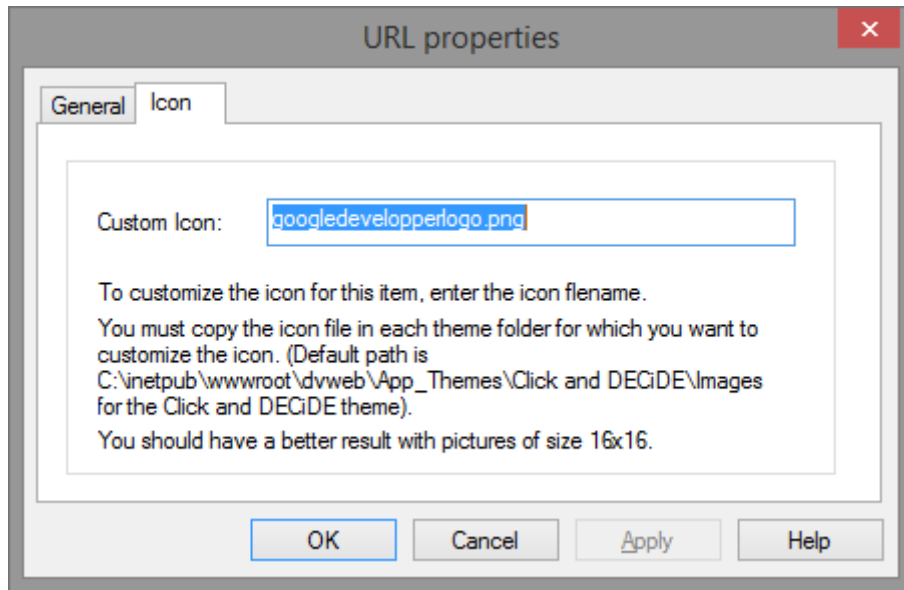 URL properties
General
Icon
Custom Icon:
googledevelopperlogo.png
To customize the icon for this item, enter the icon flename.
You must copy the icon file in each theme folder for which you want to
customize the icon. (Default path is
C:\inetpub\wwwroot\dvweb\App_Themes\Click and DECiDE\Images
for the Click and DECiDE theme).
You should have a better result with pictures of size 16x16.
OK
Cancel
Apply
Help